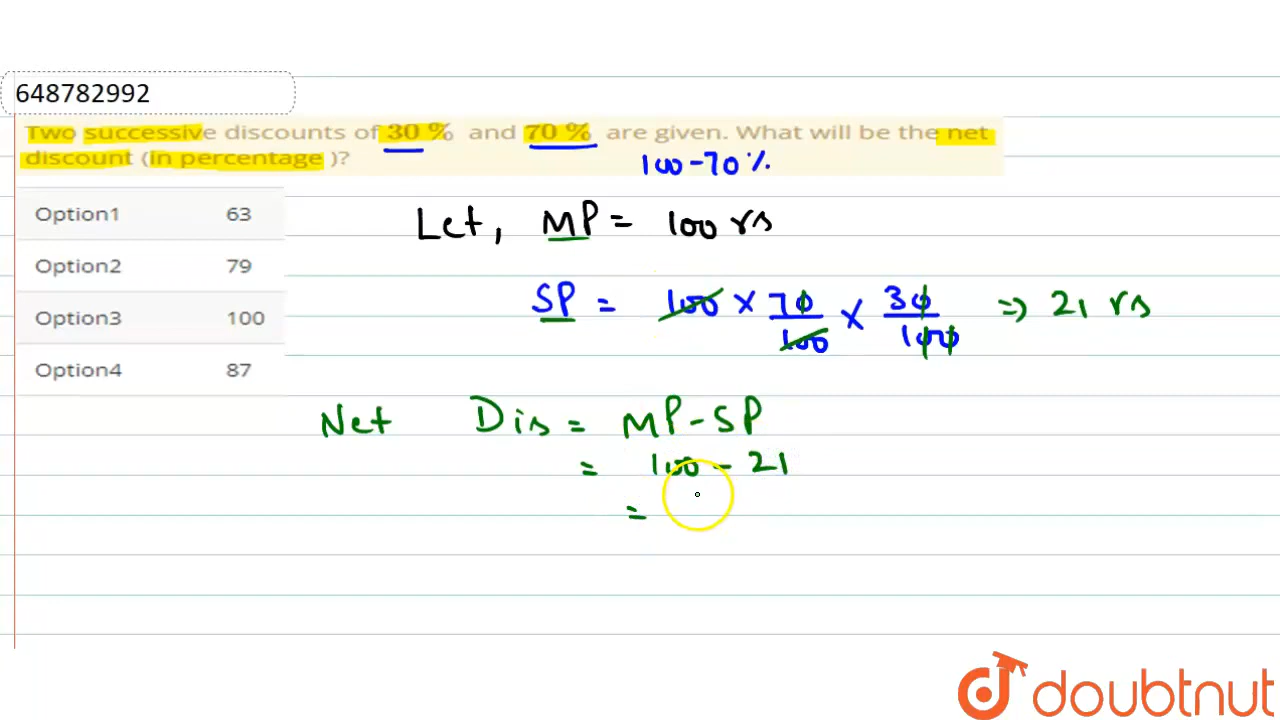 648782992
Two successive discounts of 30 % and 70 % are given. What will be the net
discount (in percentage )?
100-70%
Option1 63
Let, MP = 100 rs
Option2 79
SP = 100 × 70/100 × 30/100 => 21 rs
Option3 100
Option4 87
Net Dis = MP-SP
= 100 - 21
=
doubtnut